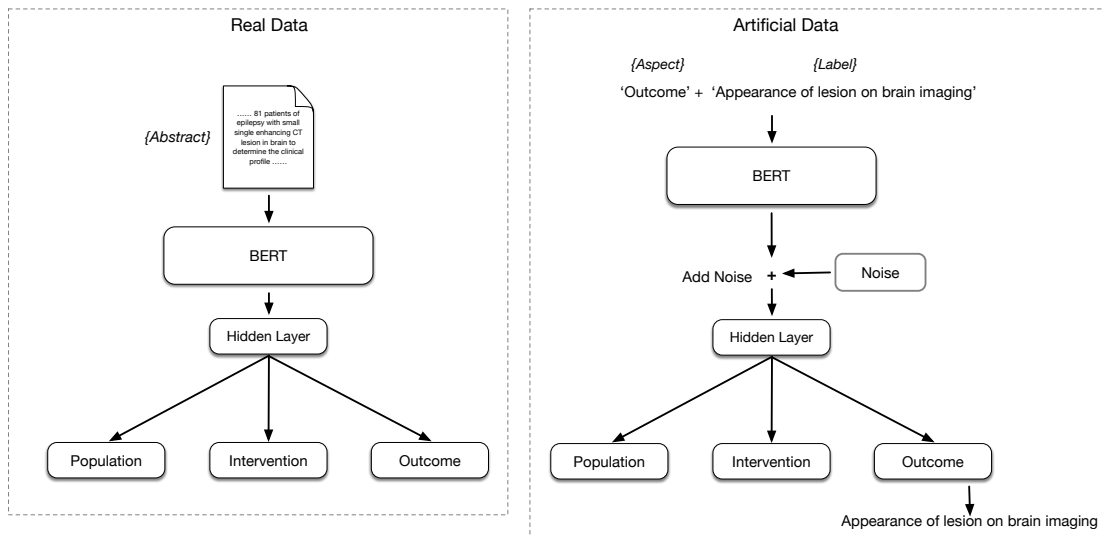 Real Data
{Abstract}
...... 81 patients of
epilepsy with small
single enhancing CT
lesion in brain to
determine the clinical
profile ......
BERT
Hidden Layer
Population
Intervention
Outcome
Artificial Data
{Aspect}
{Label}
‘Outcome’ + ‘Appearance of lesion on brain imaging’
BERT
Add Noise +
Noise
Hidden Layer
Population
Intervention
Outcome
Appearance of lesion on brain imaging